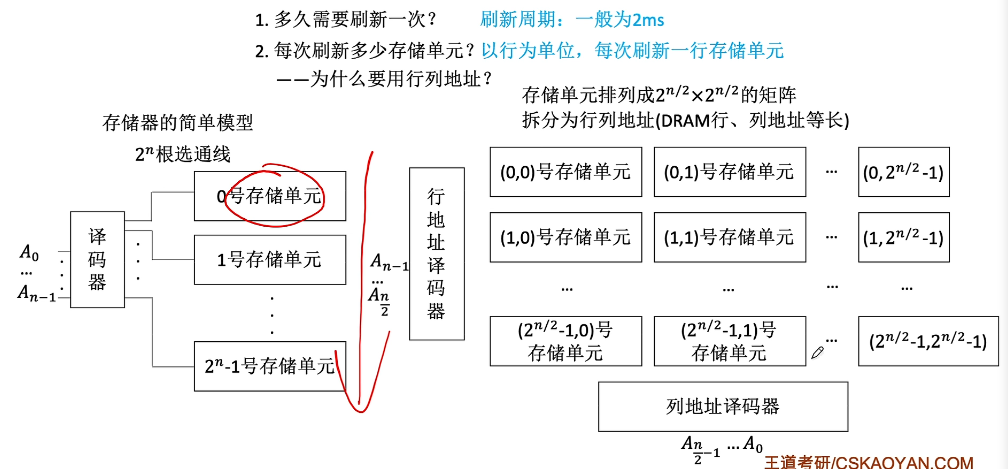 1. 多久需要刷新一次？ 刷新周期：一般为2ms
2. 每次刷新多少存储单元？以行为单位，每次刷新一行存储单元
——为什么要用行列地址？
存储单元排列成2^{n/2}×2^{n/2}的矩阵
拆分为行列地址(DRAM行、列地址等长)
存储器的简单模型
2^n根选通线
译码器
A_0
...
A_{n−1}
0号存储单元
1号存储单元
2^n-1号存储单元
行地址译码器
A_{n−1}
...
A_{n/2}
(0,0)号存储单元 (0,1)号存储单元 ... (0, 2^{n/2}-1)
(1,0)号存储单元 (1,1)号存储单元 ... (1, 2^{n/2}-1)
... ... ... ...
(2^{n/2}-1,0)号
存储单元
(2^{n/2}-1,1)号
存储单元
...
(2^{n/2}-1,2^{n/2}-1)
列地址译码器
A_{n/2−1} ... A_0
王道考研/CSKAOYAN.COM